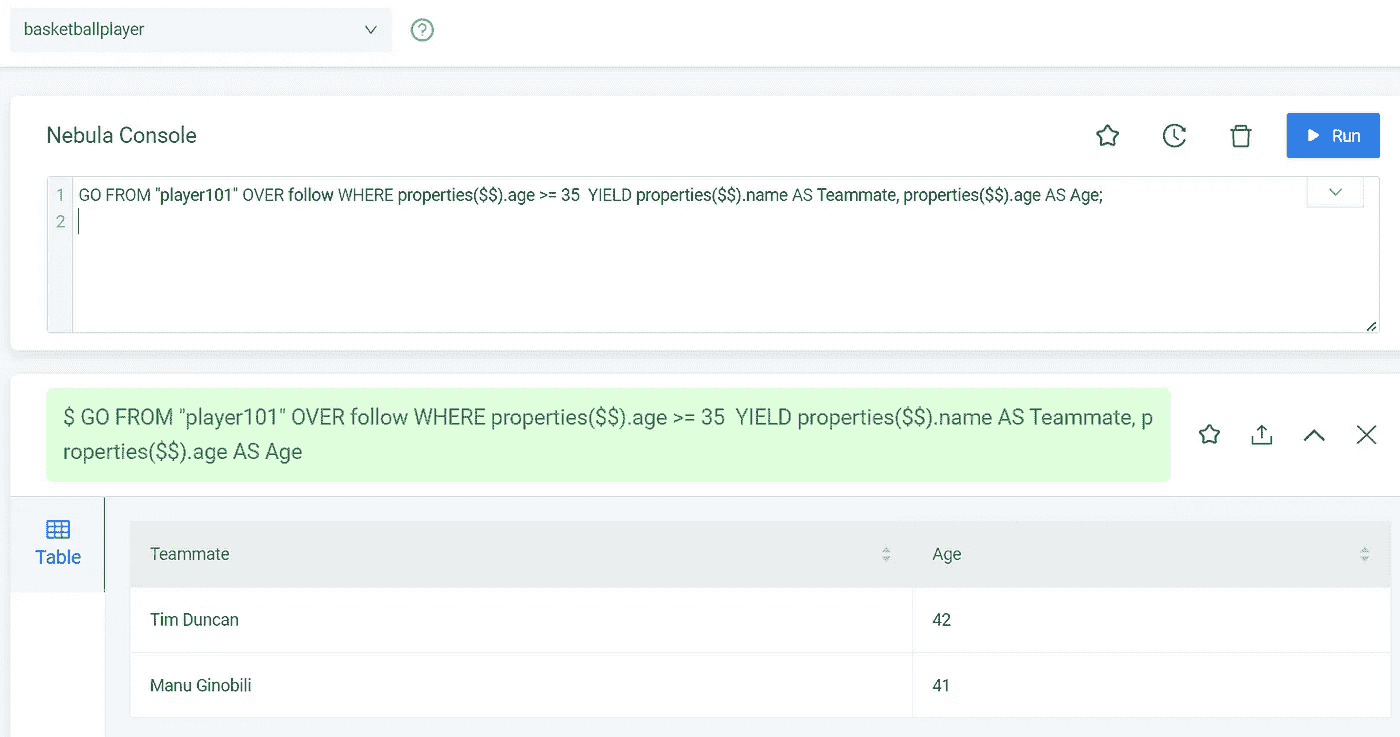 basketballplayer
Nebula Console
Run
1 GO FROM "player101" OVER follow WHERE properties($$).age >= 35  YIELD properties($$).name AS Teammate, properties($$).age AS Age;
2
$ GO FROM "player101" OVER follow WHERE properties($$).age >= 35  YIELD properties($$).name AS Teammate, p
roperties($$).age AS Age
Table
Teammate Age
Tim Duncan 42
Manu Ginobili 41